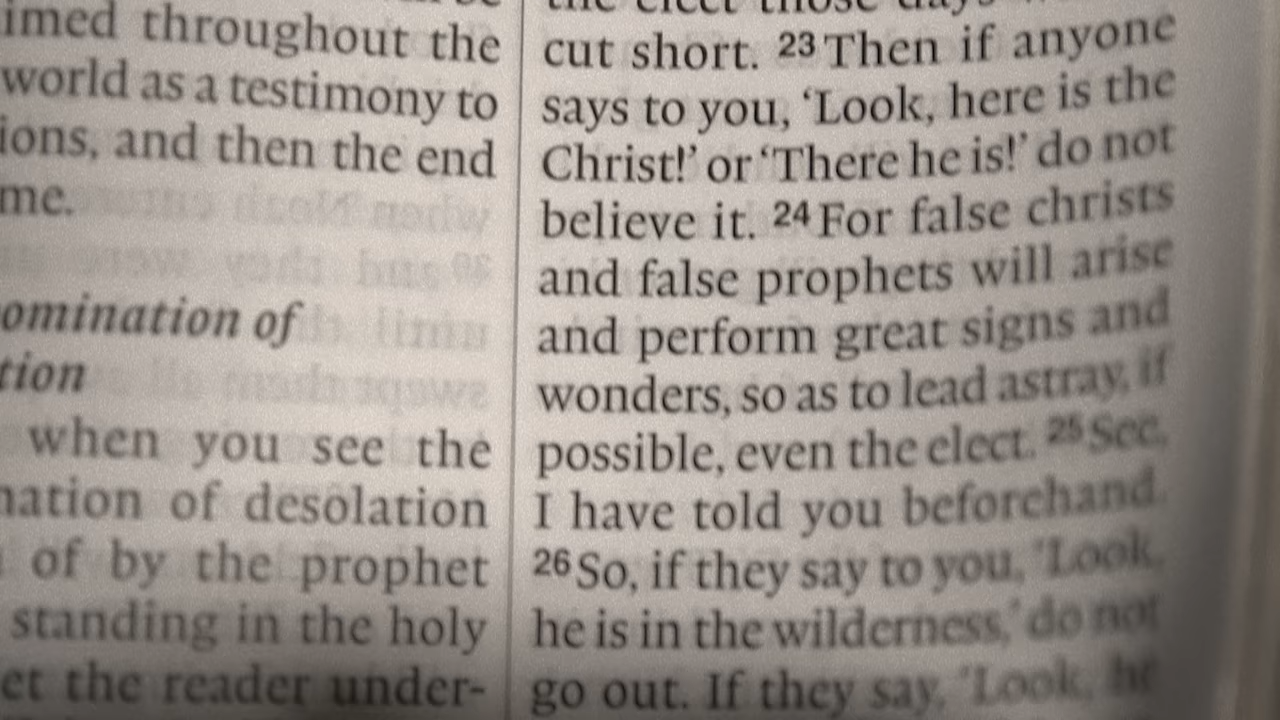 throughout the
world as a testimony to
and then the end
omination of
tion
when you see the
nation of desolation
of by the prophet
standing in the holy
et the reader under-
the elect those days
cut short. 23 Then if anyone
says to you, ‘Look, here is the
Christ!’ or ‘There he is!’ do not
believe it. 24 For false christs
and false prophets will arise
and perform great signs and
wonders, so as to lead astray, if
possible, even the elect. 25 See,
I have told you beforehand.
26 So, if they say to you, ‘Look,
he is in the wilderness,’ do not
go out. If they say, ‘Look, he